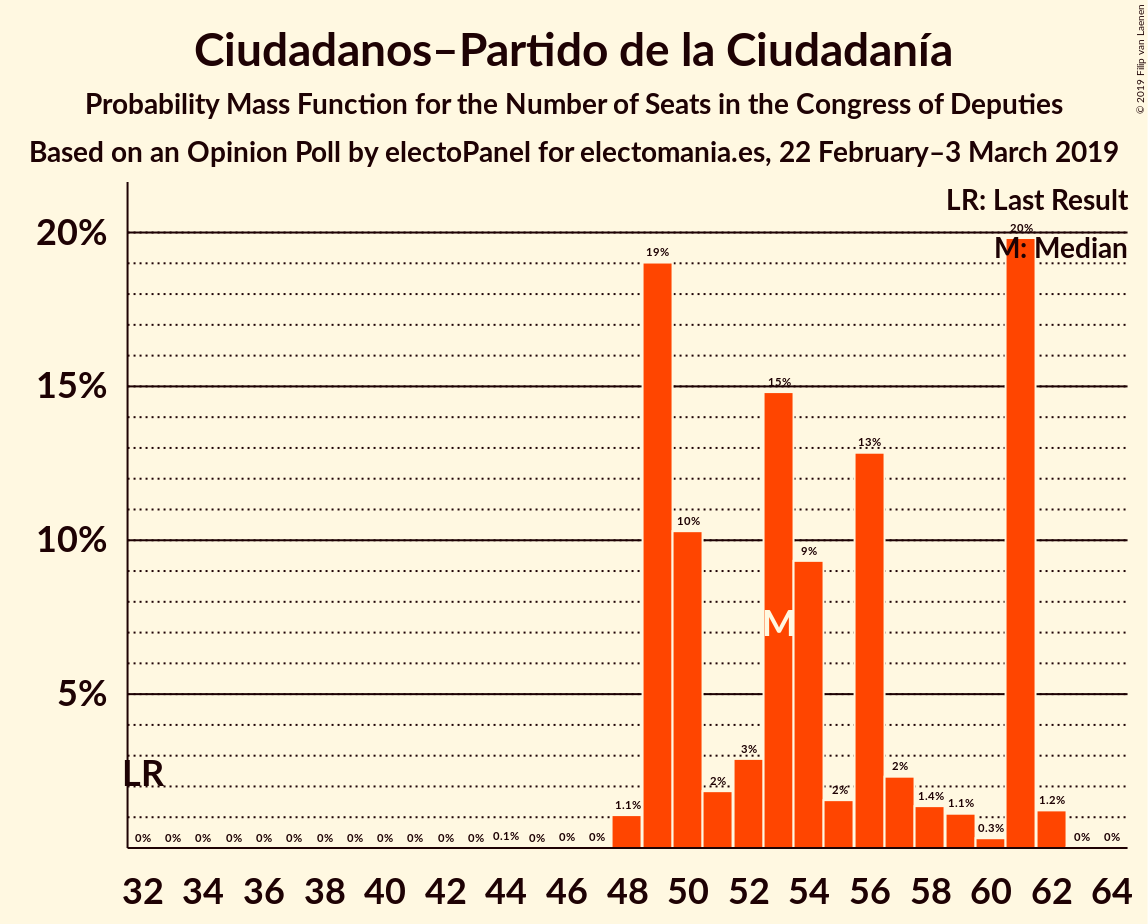 Ciudadanos–Partido de la Ciudadanía
Probability Mass Function for the Number of Seats in the Congress of Deputies
Based on an Opinion Poll by electoPanel for electomania.es, 22 February–3 March 2019
© 2019 Filip van Laenen
LR: Last Result
M: Median
20%
15%
10%
5%
0% 0% 0% 0% 0% 0% 0% 0% 0% 0% 0% 0% 0.1% 0% 0% 0% 1.1% 19% 10% 2% 3% 15% 9% 2% 13% 2% 1.4% 1.1% 0.3% 20% 1.2% 0% 0%
LR
M
32 34 36 38 40 42 44 46 48 50 52 54 56 58 60 62 64